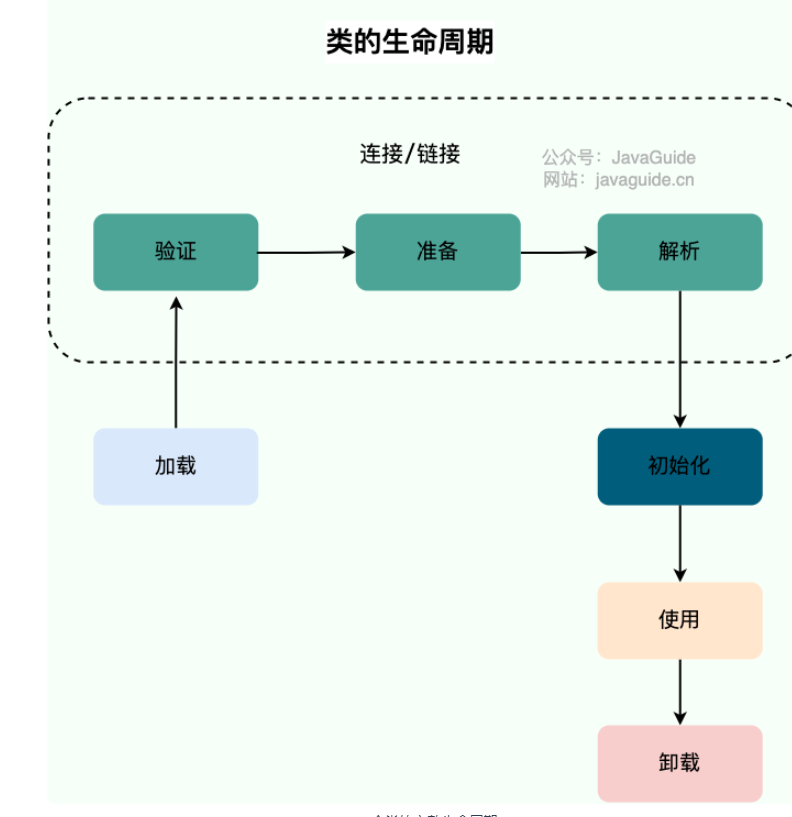 类的生命周期
连接/链接
公众号：JavaGuide
网站：javaguide.cn
验证
准备
解析
加载
初始化
使用
卸载